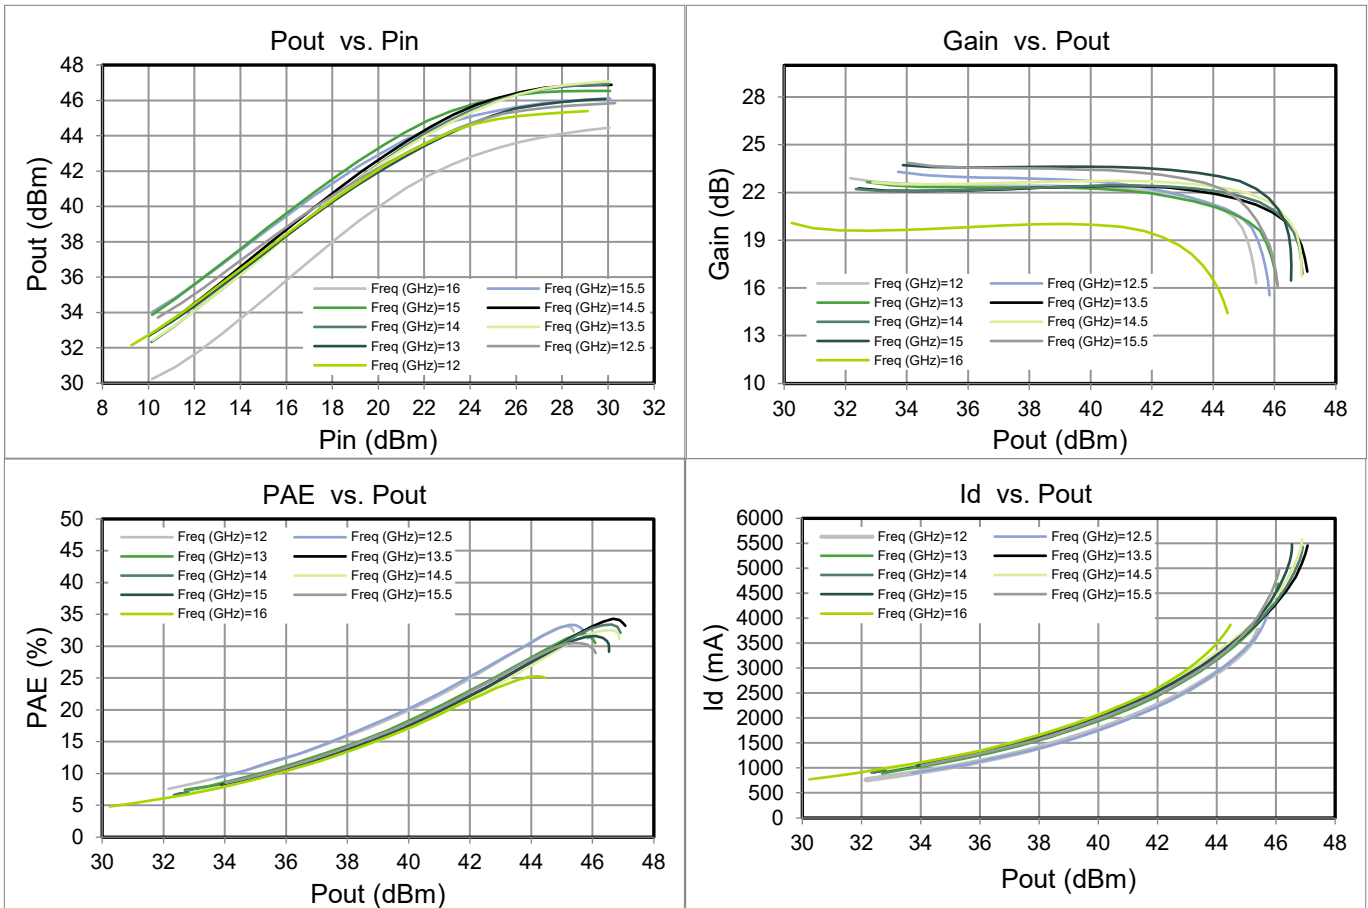 Pout vs. Pin
Pout (dBm)
48
46
44
42
40
38
36
34
32
30
Freq (GHz)=16 Freq (GHz)=15.5
Freq (GHz)=15 Freq (GHz)=14.5
Freq (GHz)=14 Freq (GHz)=13.5
Freq (GHz)=13 Freq (GHz)=12.5
Freq (GHz)=12
8 10 12 14 16 18 20 22 24 26 28 30 32
Pin (dBm)
Gain vs. Pout
Gain (dB)
28
25
22
19
16
13
10
Freq (GHz)=12 Freq (GHz)=12.5
Freq (GHz)=13 Freq (GHz)=13.5
Freq (GHz)=14 Freq (GHz)=14.5
Freq (GHz)=15 Freq (GHz)=15.5
Freq (GHz)=16
30 32 34 36 38 40 42 44 46 48
Pout (dBm)
PAE vs. Pout
PAE (%)
50
45
40
35
30
25
20
15
10
5
0
Freq (GHz)=12 Freq (GHz)=12.5
Freq (GHz)=13 Freq (GHz)=13.5
Freq (GHz)=14 Freq (GHz)=14.5
Freq (GHz)=15 Freq (GHz)=15.5
Freq (GHz)=16
30 32 34 36 38 40 42 44 46 48
Pout (dBm)
Id vs. Pout
Id (mA)
6000
5500
5000
4500
4000
3500
3000
2500
2000
1500
1000
500
0
Freq (GHz)=12 Freq (GHz)=12.5
Freq (GHz)=13 Freq (GHz)=13.5
Freq (GHz)=14 Freq (GHz)=14.5
Freq (GHz)=15 Freq (GHz)=15.5
Freq (GHz)=16
30 32 34 36 38 40 42 44 46 48
Pout (dBm)